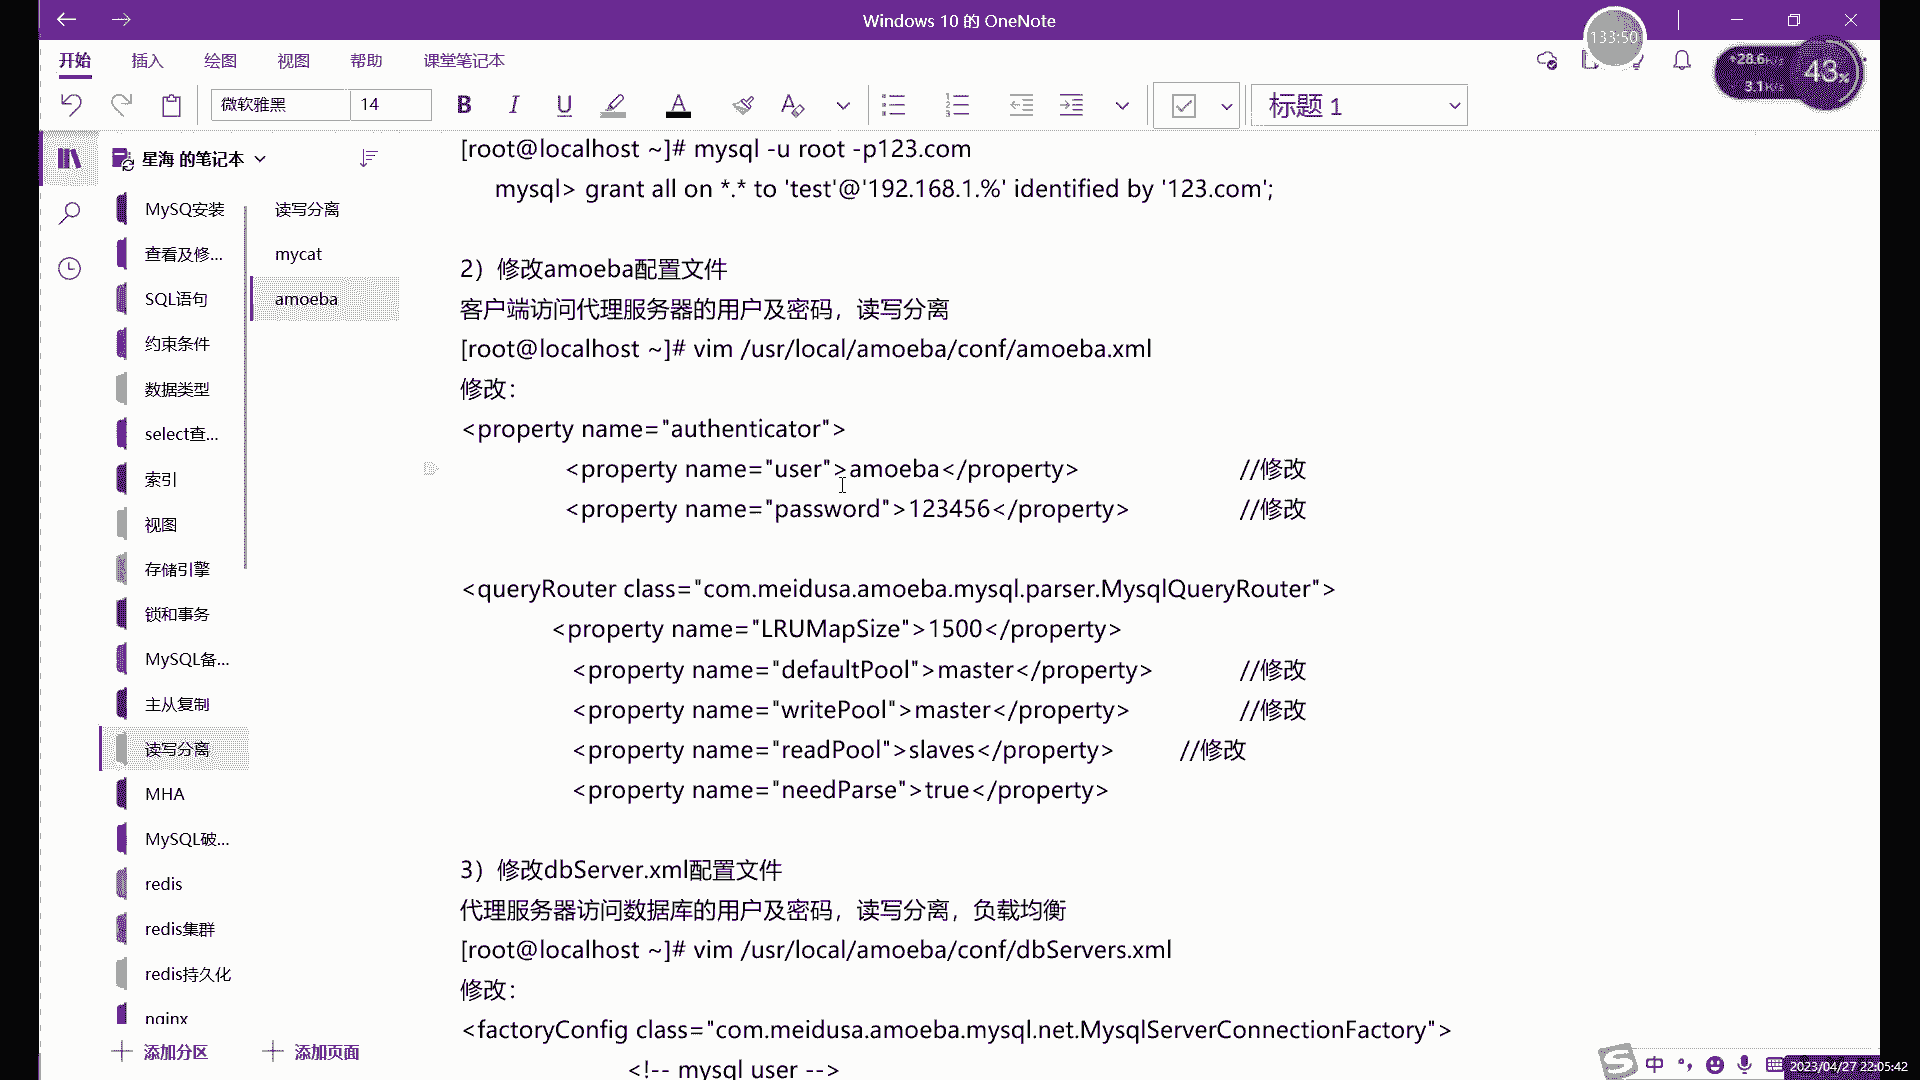 Windows 10 的 OneNote
133:50
开始 插入 绘图 视图 帮助 课堂笔记本
28.6
3.1K/s
43%
微软雅黑 14 B I U A A 标题 1
星海 的笔记本
MySQ安装
查看及修...
SQL语句
约束条件
数据类型
select查...
索引
视图
存储引擎
锁和事务
MySQL备...
主从复制
读写分离
MHA
MySQL破...
redis
redis集群
redis持久化
nginx
添加分区
读写分离
mycat
amoeba
添加页面
[root@localhost ~]# mysql -u root -p123.com
mysql> grant all on *.* to 'test'@'192.168.1.%' identified by '123.com';
2）修改amoeba配置文件
客户端访问代理服务器的用户及密码，读写分离
[root@localhost ~]# vim /usr/local/amoeba/conf/amoeba.xml
修改：
<property name="authenticator">
<property name="user">amoeba</property> //修改
<property name="password">123456</property> //修改
<queryRouter class="com.meidusa.amoeba.mysql.parser.MysqlQueryRouter">
<property name="LRUMapSize">1500</property>
<property name="defaultPool">master</property> //修改
<property name="writePool">master</property> //修改
<property name="readPool">slaves</property> //修改
<property name="needParse">true</property>
3）修改dbServer.xml配置文件
代理服务器访问数据库的用户及密码，读写分离，负载均衡
[root@localhost ~]# vim /usr/local/amoeba/conf/dbServers.xml
修改：
<factoryConfig class="com.meidusa.amoeba.mysql.net.MysqlServerConnectionFactory">
<!-- mysql user -->
中
2023/04/27 22:05:42